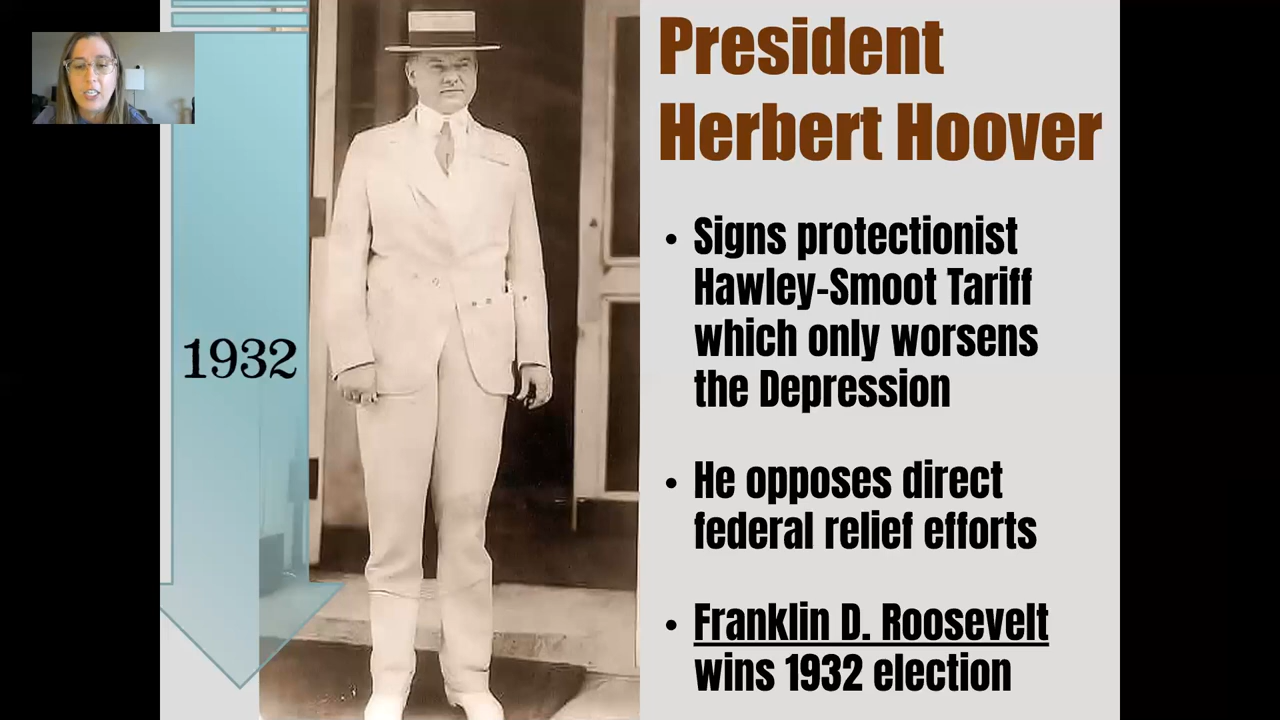 President
Herbert Hoover
• Signs protectionist
Hawley-Smoot Tariff
which only worsens
the Depression
• He opposes direct
federal relief efforts
• Franklin D. Roosevelt
wins 1932 election
1932